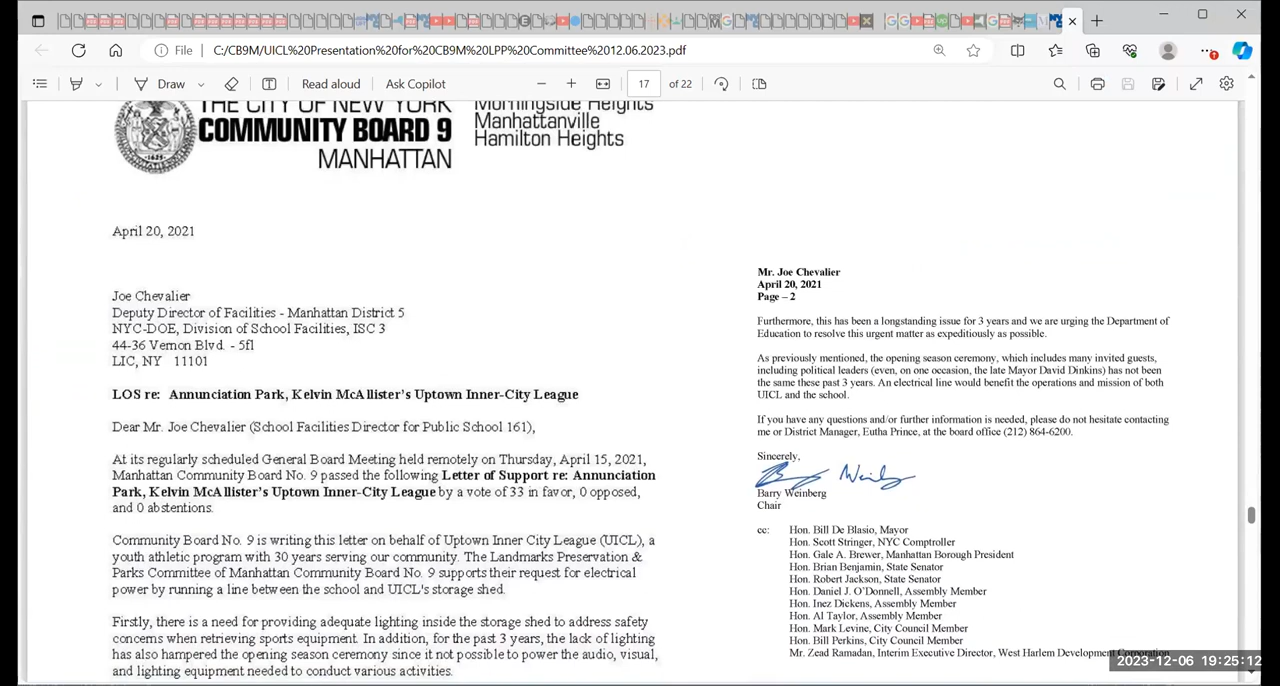 File
C:/CB9M/UICL%20Presentation%20for%20CB9M%20LPP%20Committee%2012.06.2023.pdf
Draw
Read aloud
Ask Copilot
17
of 22
THE CITY OF NEW YORK
COMMUNITY BOARD 9
MANHATTAN
Morningside Heights
Manhattanville
Hamilton Heights
April 20, 2021
Joe Chevalier
Deputy Director of Facilities - Manhattan District 5
NYC-DOE, Division of School Facilities, ISC 3
44-36 Vernon Blvd. - 5fl
LIC, NY 11101
LOS re: Annunciation Park, Kelvin McAllister's Uptown Inner-City League
Dear Mr. Joe Chevalier (School Facilities Director for Public School 161),
At its regularly scheduled General Board Meeting held remotely on Thursday, April 15, 2021,
Manhattan Community Board No. 9 passed the following Letter of Support re: Annunciation
Park, Kelvin McAllister's Uptown Inner-City League by a vote of 33 in favor, 0 opposed,
and 0 abstentions.
Community Board No. 9 is writing this letter on behalf of Uptown Inner City League (UICL), a
youth athletic program with 30 years serving our community. The Landmarks Preservation &
Parks Committee of Manhattan Community Board No. 9 supports their request for electrical
power by running a line between the school and UICL's storage shed.
Firstly, there is a need for providing adequate lighting inside the storage shed to address safety
concerns when retrieving sports equipment. In addition, for the past 3 years, the lack of lighting
has also hampered the opening season ceremony since it not possible to power the audio, visual,
and lighting equipment needed to conduct various activities.
Mr. Joe Chevalier
April 20, 2021
Page – 2
Furthermore, this has been a longstanding issue for 3 years and we are urging the Department of
Education to resolve this urgent matter as expeditiously as possible.
As previously mentioned, the opening season ceremony, which includes many invited guests,
including political leaders (even, on one occasion, the late Mayor David Dinkins) has not been
the same these past 3 years. An electrical line would benefit the operations and mission of both
UICL and the school.
If you have any questions and/or further information is needed, please do not hesitate contacting
me or District Manager, Eutha Prince, at the board office (212) 864-6200.
Sincerely,
Barry Weinberg
Chair
cc: Hon. Bill De Blasio, Mayor
Hon. Scott Stringer, NYC Comptroller
Hon. Gale A. Brewer, Manhattan Borough President
Hon. Brian Benjamin, State Senator
Hon. Robert Jackson, State Senator
Hon. Daniel J. O'Donnell, Assembly Member
Hon. Inez Dickens, Assembly Member
Hon. Al Taylor, Assembly Member
Hon. Mark Levine, City Council Member
Hon. Bill Perkins, City Council Member
Mr. Zead Ramadan, Interim Executive Director, West Harlem Development Corporation
2023-12-06 19:25:12